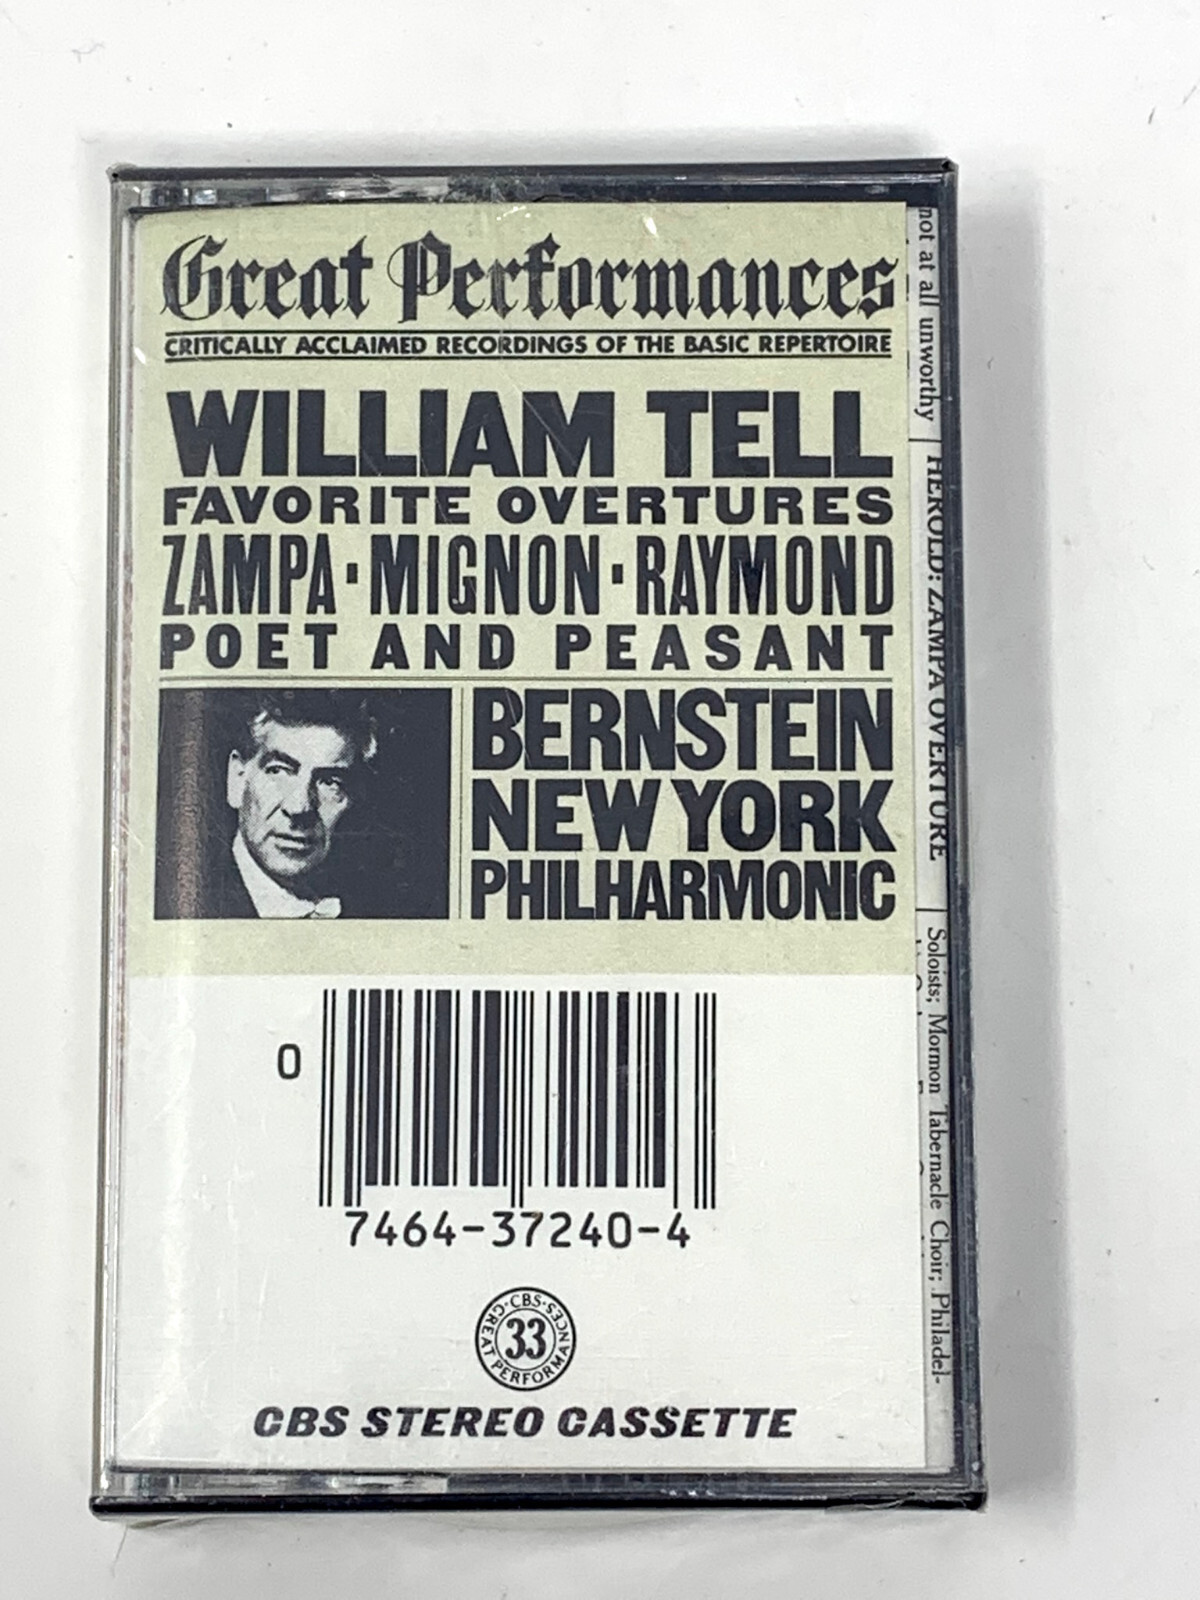 Great Performances
CRITICALLY ACCLAIMED RECORDINGS OF THE BASIC REPERTOIRE
WILLIAM TELL
FAVORITE OVERTURES
ZAMPA·MIGNON·RAYMOND
POET AND PEASANT
BERNSTEIN
NEW YORK
PHILHARMONIC
0
7464-37240-4
·CBS·GREAT PERFORMANCES
33
CBS STEREO CASSETTE
not at all unworthy
HEROLD: ZAMPA OVERTURE
Soloists; Mormon Tabernacle Choir; Philadel-